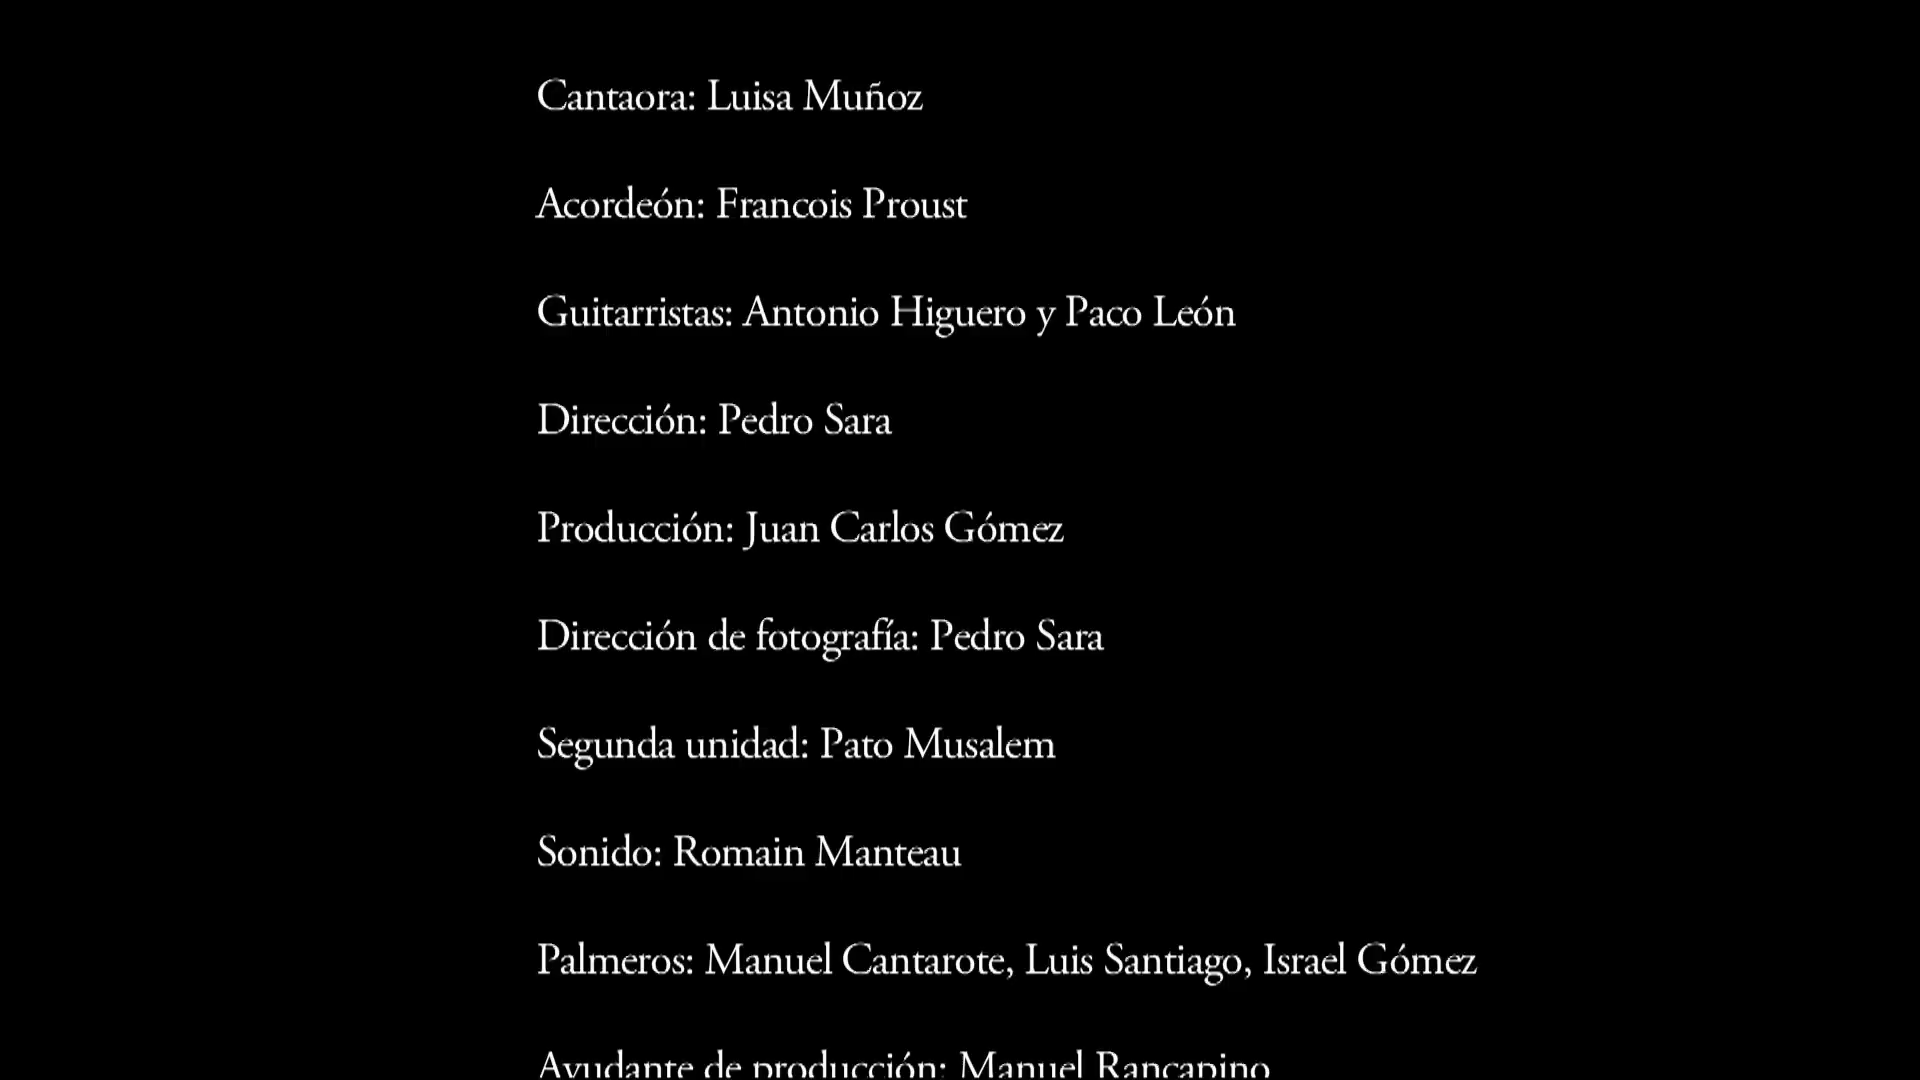 Cantaora: Luisa Muñoz
Acordeón: Francois Proust
Guitarristas: Antonio Higuero y Paco León
Dirección: Pedro Sara
Producción: Juan Carlos Gómez
Dirección de fotografía: Pedro Sara
Segunda unidad: Pato Musalem
Sonido: Romain Manteau
Palmeros: Manuel Cantarote, Luis Santiago, Israel Gómez
Ayudante de producción: Manuel Rancapino